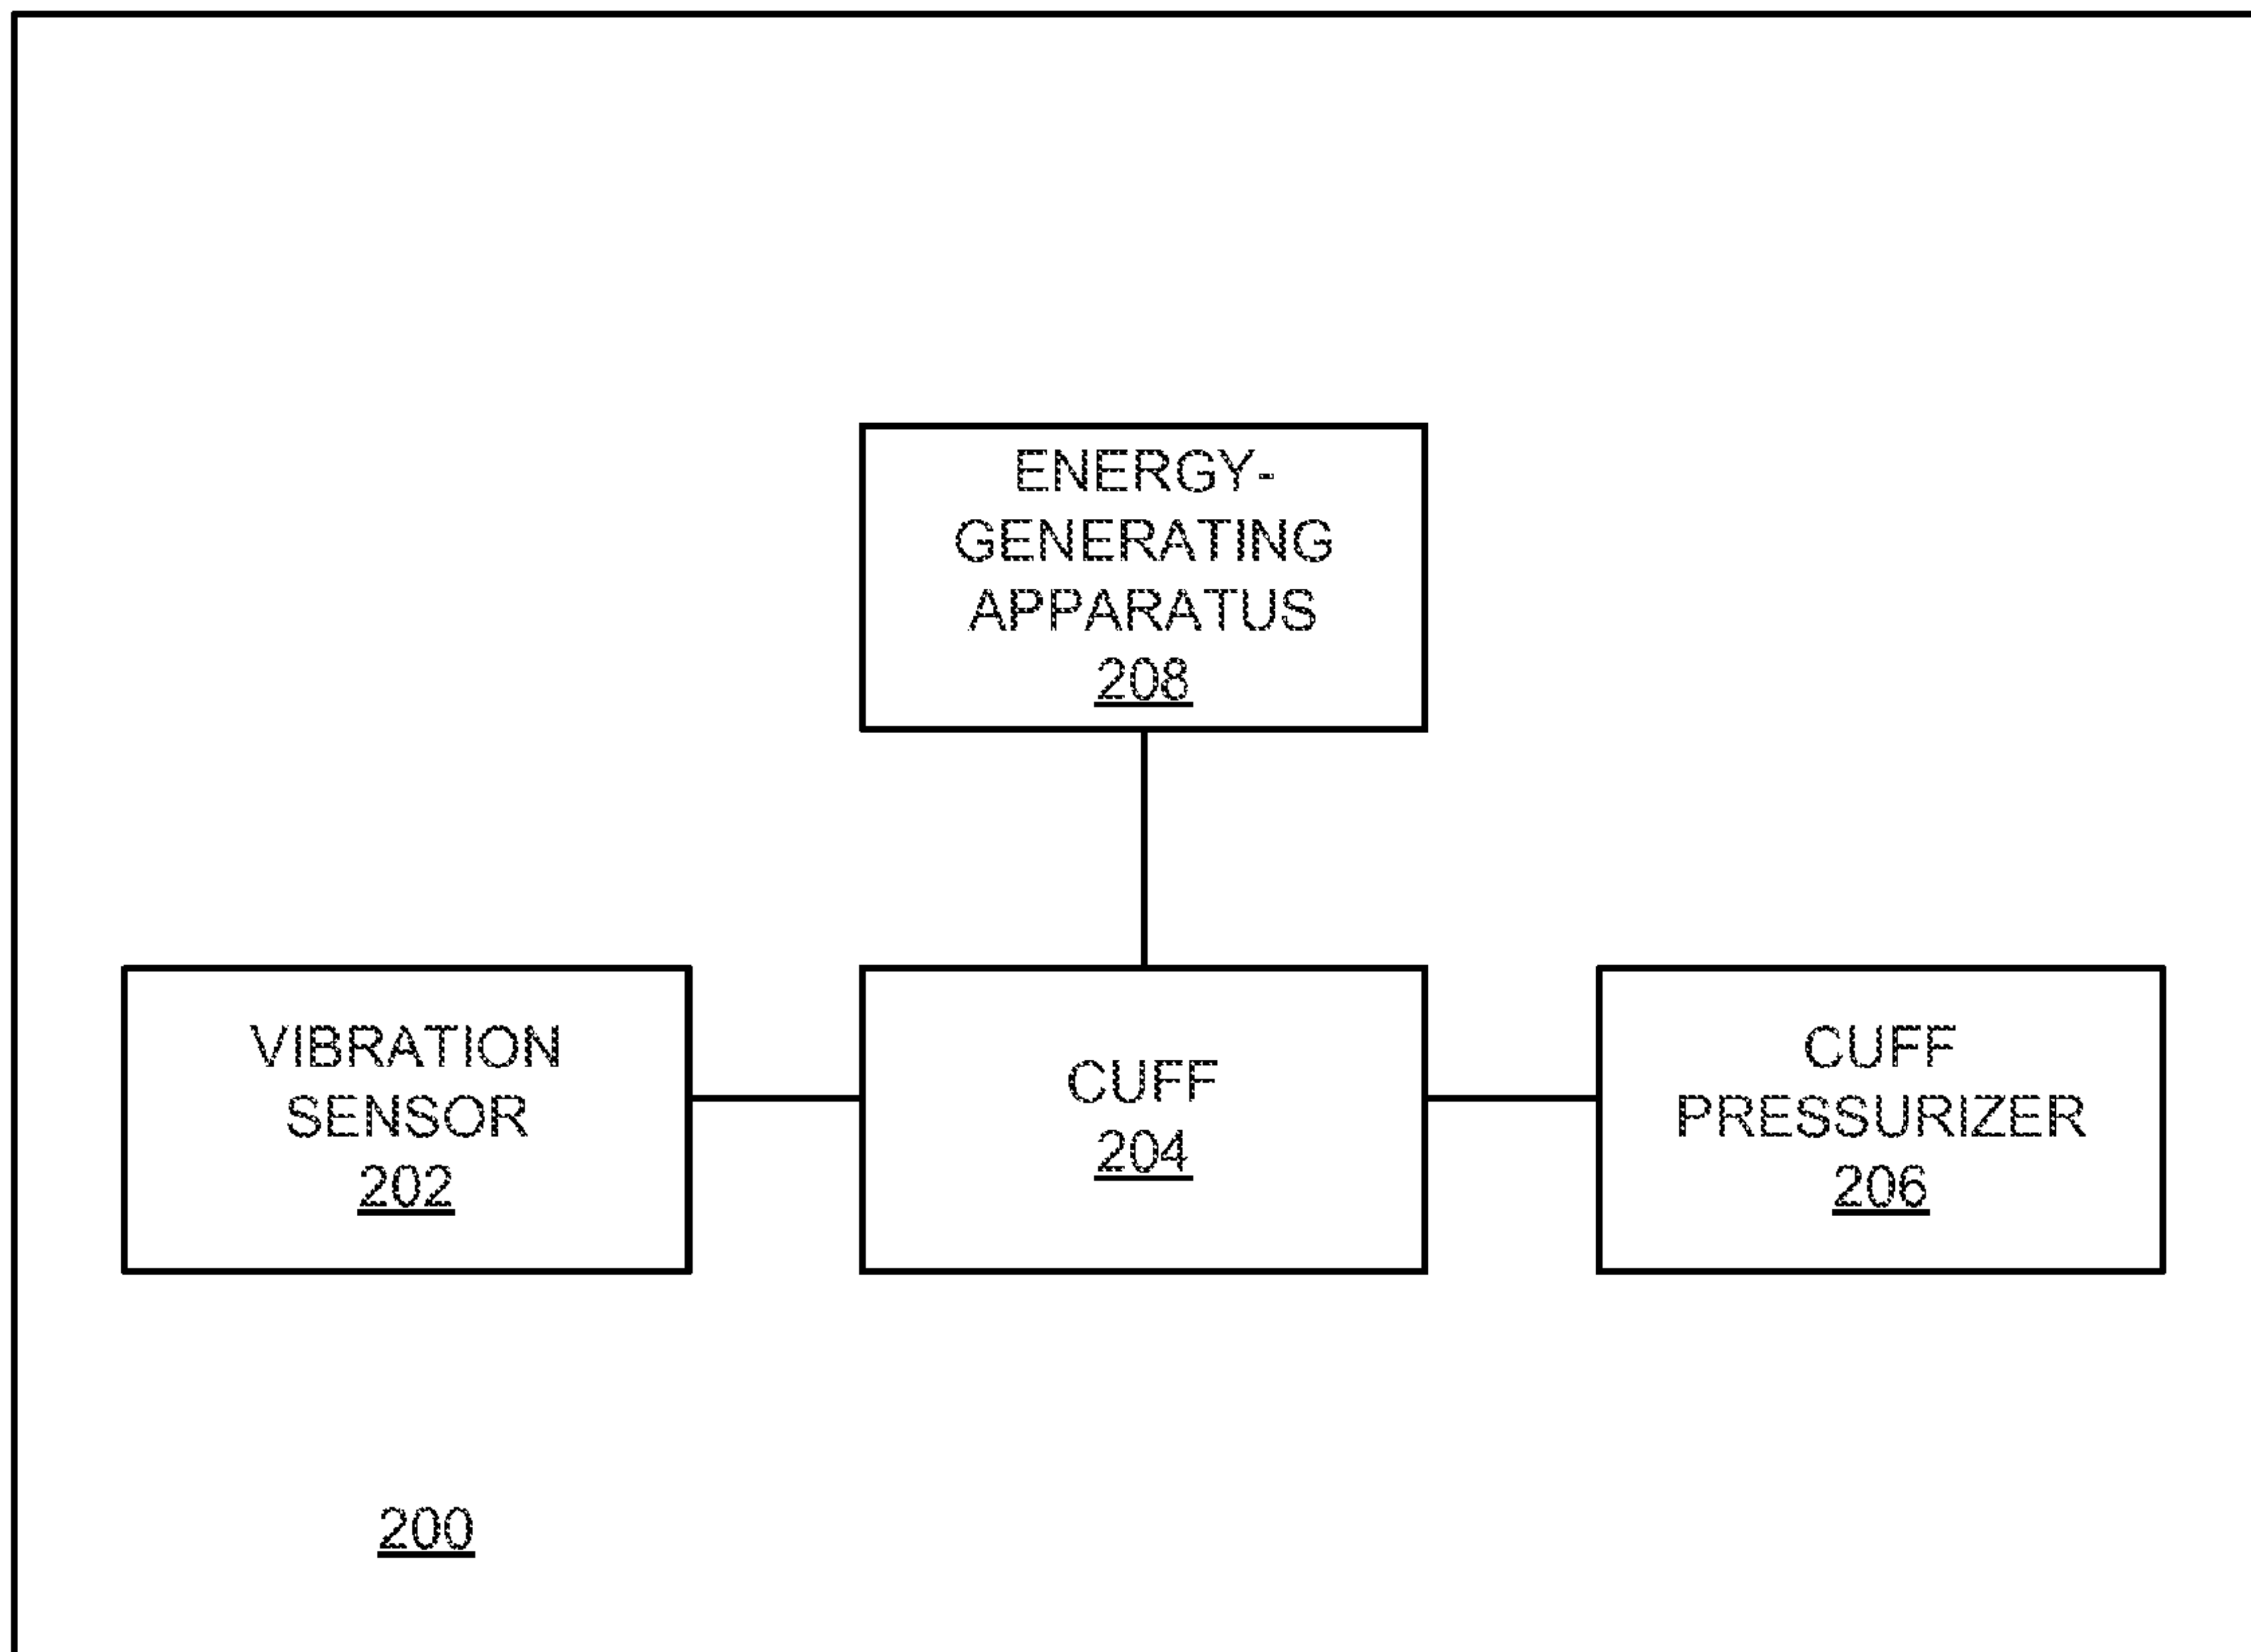 ENERGY-
GENERATING
APPARATUS
208
VIBRATION
SENSOR
202
CUFF
204
CUFF
PRESSURIZER
206
200